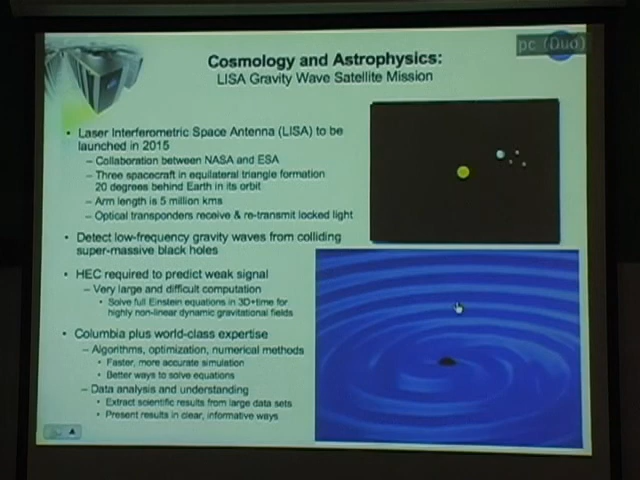 pc (Duo)
Cosmology and Astrophysics:
LISA Gravity Wave Satellite Mission
• Laser Interferometric Space Antenna (LISA) to be
launched in 2015
– Collaboration between NASA and ESA
– Three spacecraft in equilateral triangle formation
20 degrees behind Earth in its orbit
– Arm length is 5 million kms
– Optical transponders receive & re-transmit locked light
• Detect low-frequency gravity waves from colliding
super-massive black holes
• HEC required to predict weak signal
– Very large and difficult computation
• Solve full Einstein equations in 3D+time for
highly non-linear dynamic gravitational fields
• Columbia plus world-class expertise
– Algorithms, optimization, numerical methods
• Faster, more accurate simulation
• Better ways to solve equations
– Data analysis and understanding
• Extract scientific results from large data sets
• Present results in clear, informative ways